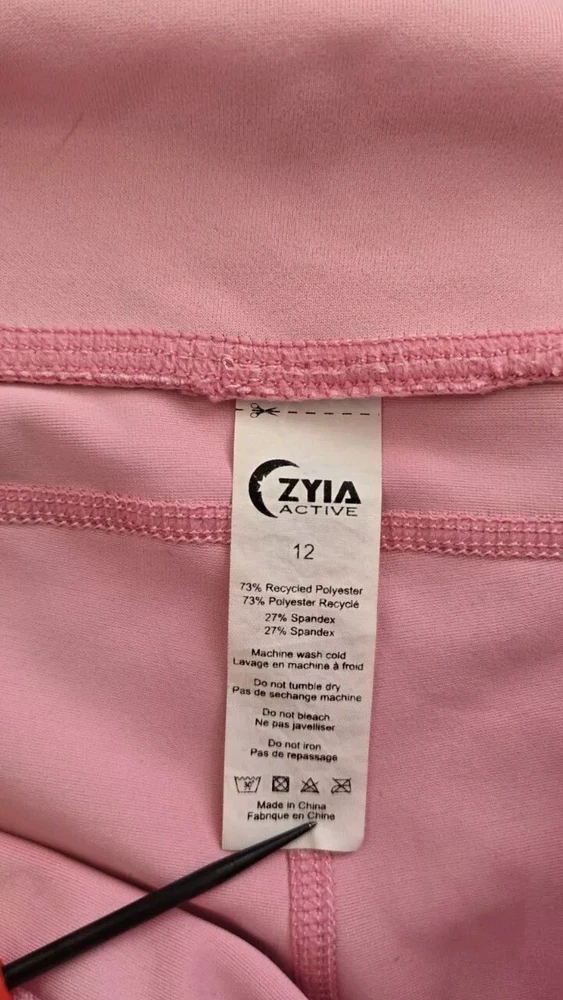 ZYIA
ACTIVE
12
73% Recycled Polyester
73% Polyester Recyclé
27% Spandex
27% Spandex
Machine wash cold
Lavage en machine à froid
Do not tumble dry
Pas de sechange machine
Do not bleach
Ne pas javelliser
Do not iron
Pas de repassage
Made in China
Fabrique en Chine